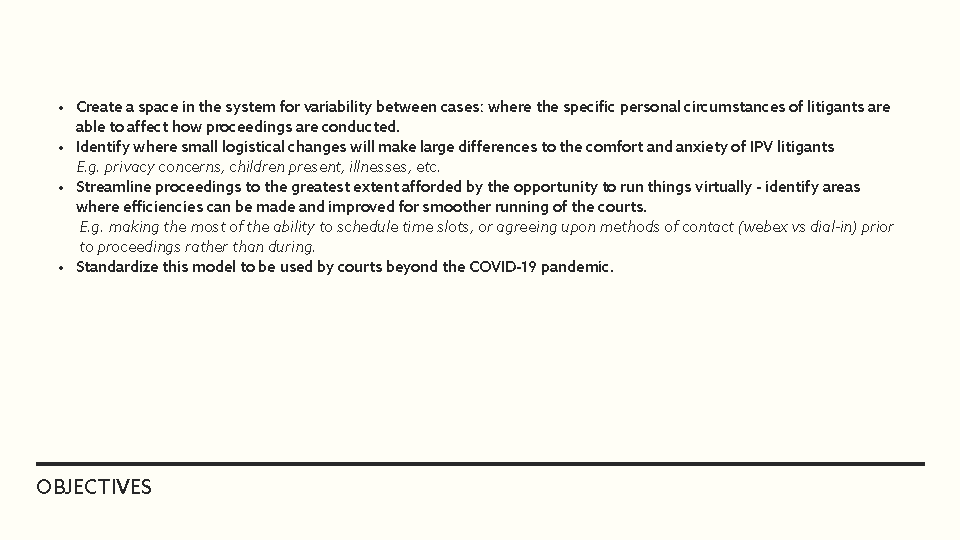 • Create a space in the system for variability between cases: where the specific personal circumstances of litigants are
able to affect how proceedings are conducted.
• Identify where small logistical changes will make large differences to the comfort and anxiety of IPV litigants
E.g. privacy concerns, children present, illnesses, etc.
• Streamline proceedings to the greatest extent afforded by the opportunity to run things virtually - identify areas
where efficiencies can be made and improved for smoother running of the courts.
E.g. making the most of the ability to schedule time slots, or agreeing upon methods of contact (webex vs dial-in) prior
to proceedings rather than during.
• Standardize this model to be used by courts beyond the COVID-19 pandemic.
OBJECTIVES